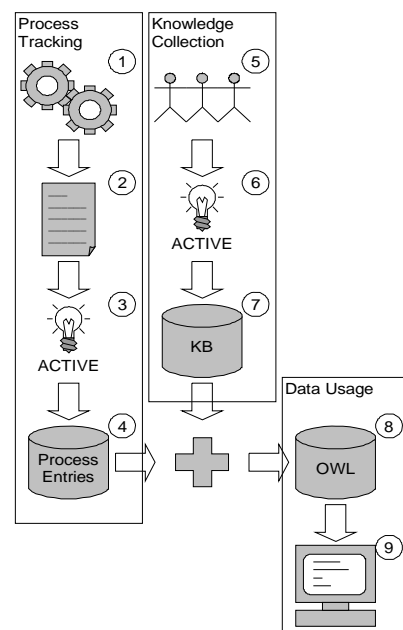 Process
Tracking
1
2
3
ACTIVE
4
Process
Entries
Knowledge
Collection
5
6
ACTIVE
7
KB
Data Usage
8
OWL
9